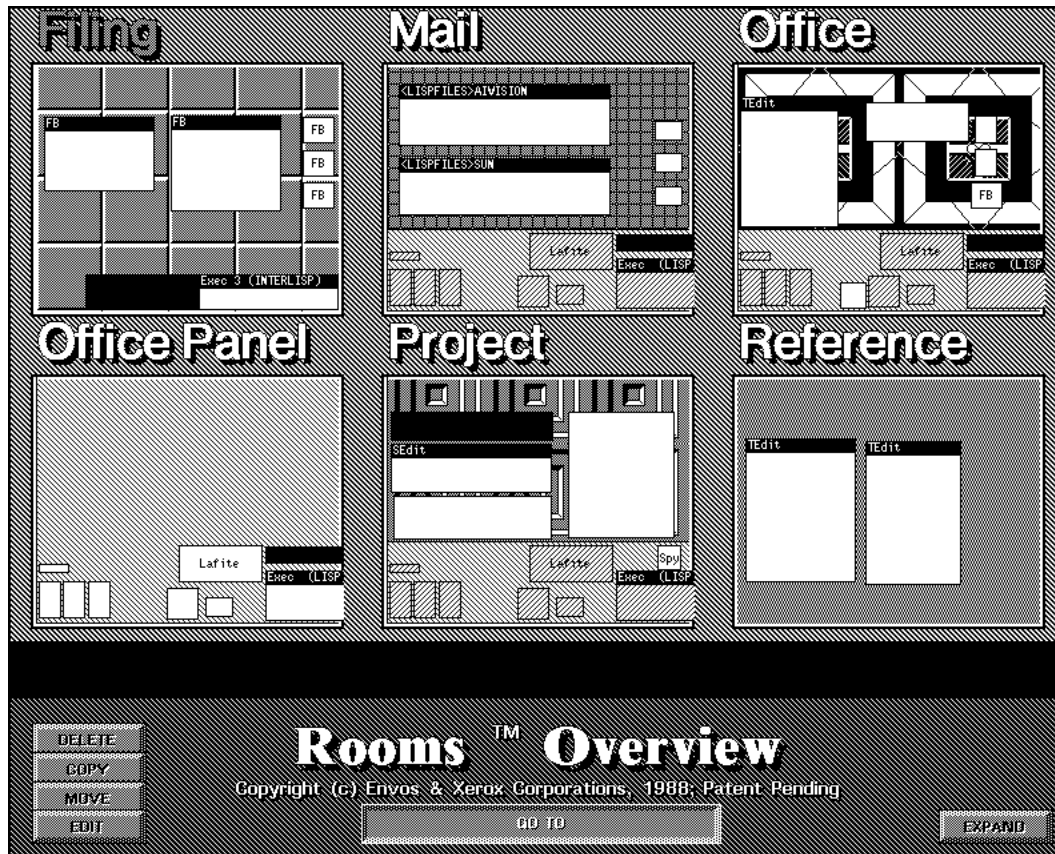 Filing
FB
FB
FB
FB
FB
Exec 3 (INTERLISP)
Mail
<LISPFILES>AIVISION
<LISPFILES>SUN
Lafite
Exec (LISP
Office
TEdit
FB
Lafite
Exec (LISP
Office Panel
Lafite
Exec (LISP
Project
SEdit
Lafite
Spy
Exec (LISP
Reference
TEdit
TEdit
DELETE
COPY
MOVE
EDIT
Rooms ™ Overview
Copyright (c) Envos & Xerox Corporations, 1988; Patent Pending
GO TO
EXPAND